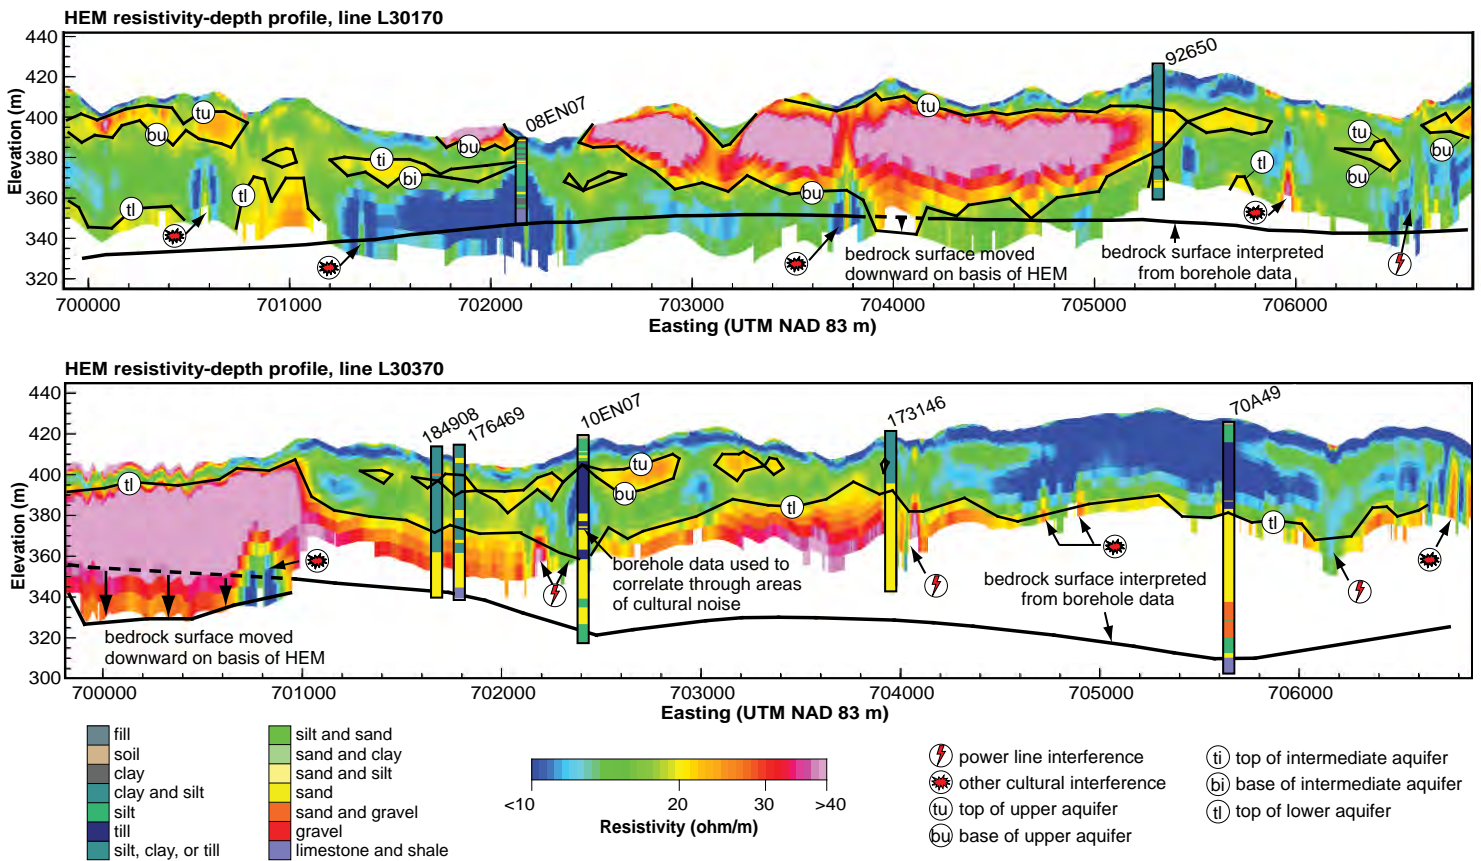 HEM resistivity-depth profile, line L30170
440
420
400
380
360
340
320
Elevation (m)
700000
701000
702000
703000
704000
705000
706000
Easting (UTM NAD 83 m)
08EN07
92650
tu
bu
tl
tl
ti
bi
bu
tu
bu
tl
tu
bu
bu
bedrock surface moved
downward on basis of HEM
bedrock surface interpreted
from borehole data
HEM resistivity-depth profile, line L30370
440
420
400
380
360
340
320
300
Elevation (m)
700000
701000
702000
703000
704000
705000
706000
Easting (UTM NAD 83 m)
184908
176469
10EN07
173146
70A49
tl
tu
bu
tl
tl
borehole data used to
correlate through areas
of cultural noise
bedrock surface interpreted
from borehole data
bedrock surface moved
downward on basis of HEM
fill
soil
clay
clay and silt
silt
till
silt, clay, or till
silt and sand
sand and clay
sand and silt
sand
sand and gravel
gravel
limestone and shale
<10
20
30
>40
Resistivity (ohm/m)
power line interference
other cultural interference
tu top of upper aquifer
bu base of upper aquifer
ti top of intermediate aquifer
bi base of intermediate aquifer
tl top of lower aquifer